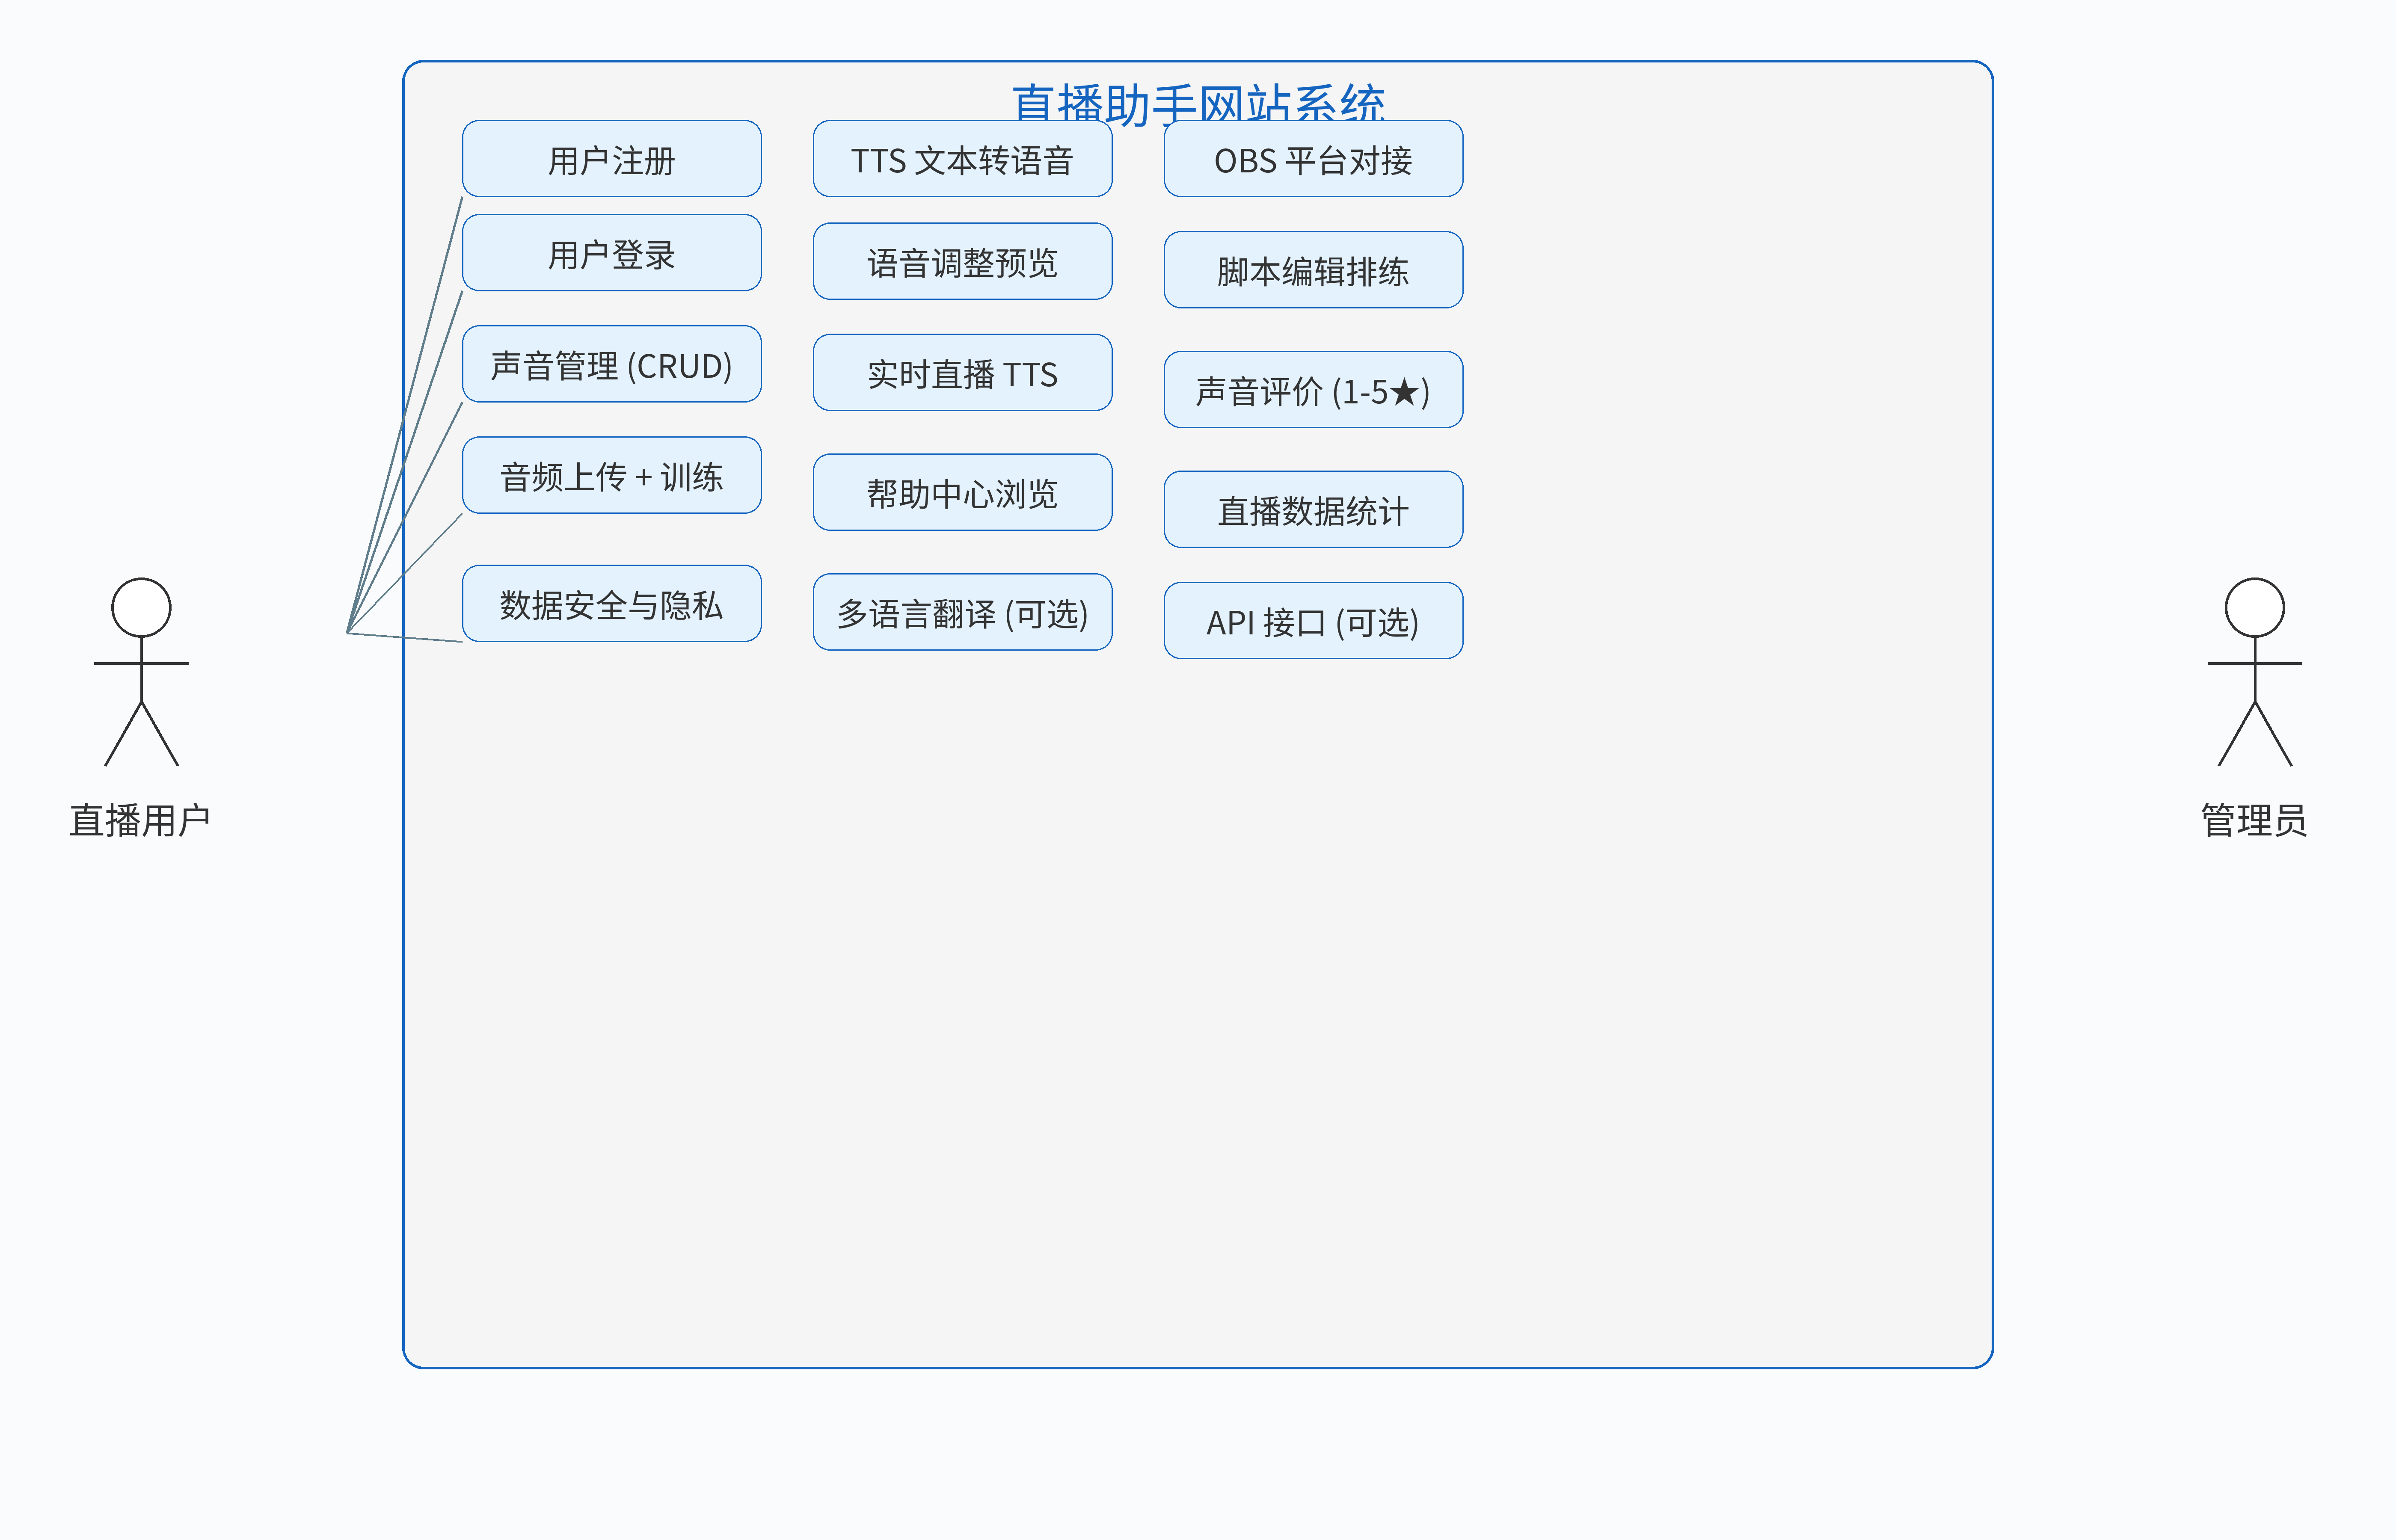 直播助手网站系统
用户注册
TTS 文本转语音
OBS 平台对接
用户登录
语音调整预览
脚本编辑排练
声音管理 (CRUD)
实时直播 TTS
声音评价 (1-5★)
音频上传 + 训练
帮助中心浏览
直播数据统计
数据安全与隐私
多语言翻译 (可选)
API 接口 (可选)
直播用户
管理员